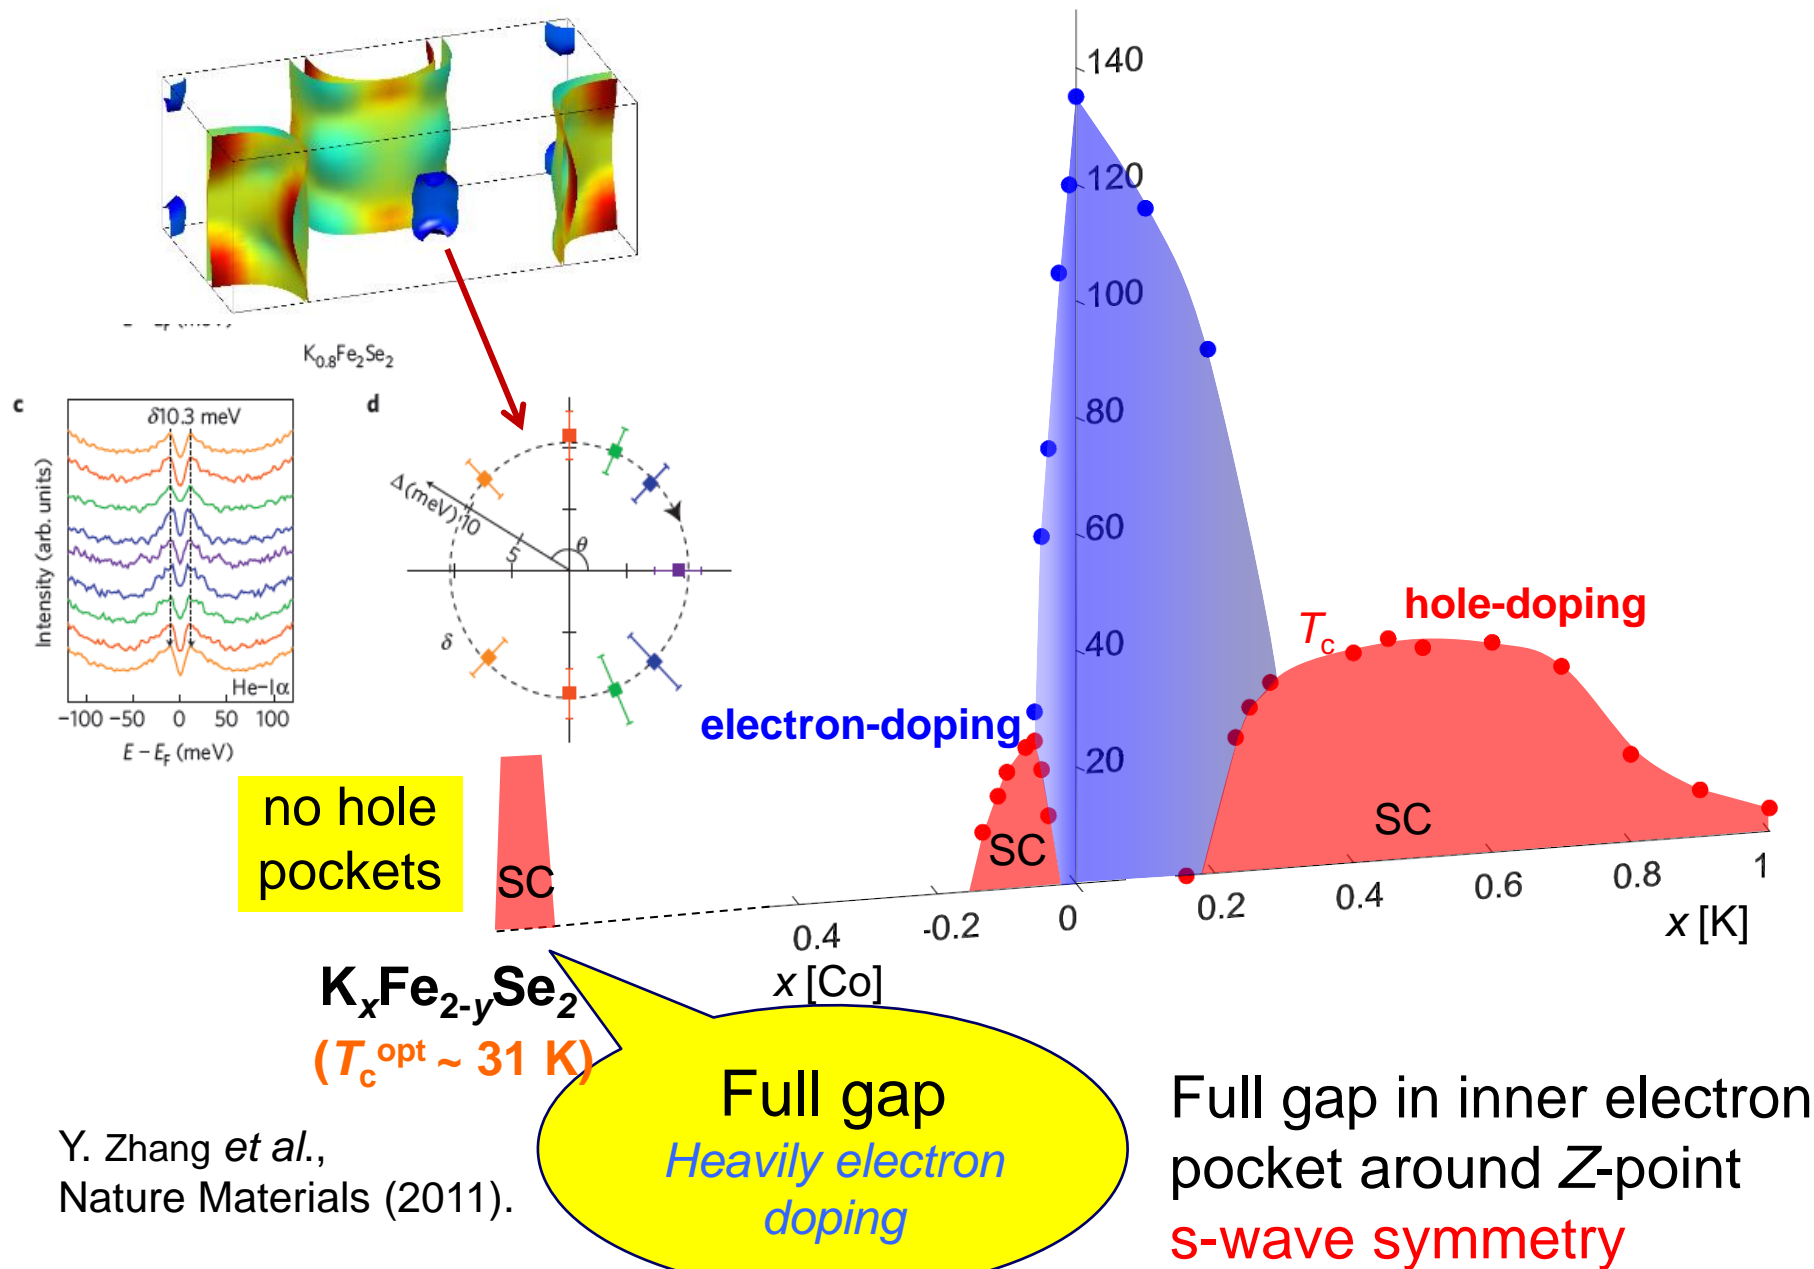 K0.8Fe2Se2
c
δ10.3 meV
Intensity (arb. units)
He–Iα
−100 −50 0 50 100
E − EF (meV)
d
Δ(meV) 10
5
θ
δ
140
120
100
80
60
40
20
Tc
hole-doping
electron-doping
no hole
pockets
SC
SC
SC
0.4 -0.2 0 0.2 0.4 0.6 0.8 1
x [Co]
x [K]
KxFe2-ySe2
(Tcopt ~ 31 K)
Full gap
Heavily electron
doping
Y. Zhang et al.,
Nature Materials (2011).
Full gap in inner electron
pocket around Z-point
s-wave symmetry